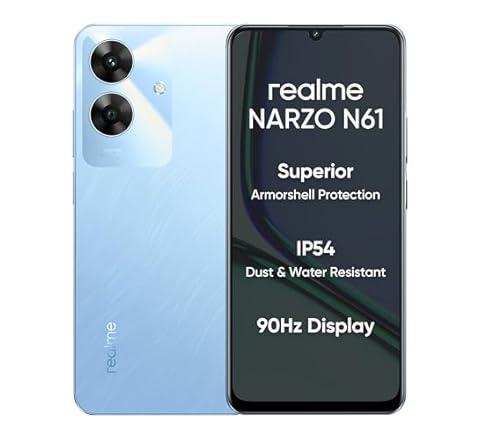 realme
realme
NARZO N61
Superior
Armorshell Protection
IP54
Dust & Water Resistant
90Hz Display